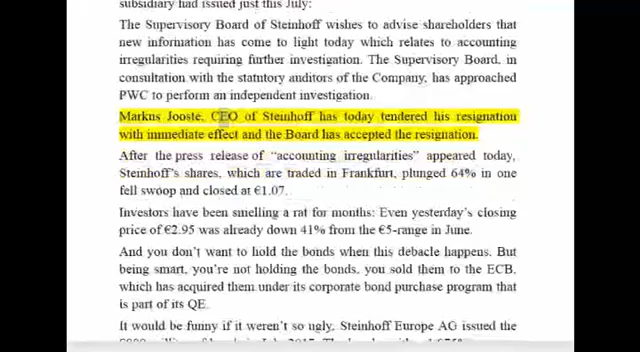 subsidiary had issued just this July:
The Supervisory Board of Steinhoff wishes to advise shareholders that
new information has come to light today which relates to accounting
irregularities requiring further investigation. The Supervisory Board, in
consultation with the statutory auditors of the Company, has approached
PWC to perform an independent investigation.
Markus Jooste, CEO of Steinhoff has today tendered his resignation
with immediate effect and the Board has accepted the resignation.
After the press release of “accounting irregularities” appeared today,
Steinhoff’s shares, which are traded in Frankfurt, plunged 64% in one
fell swoop and closed at €1.07.
Investors have been smelling a rat for months: Even yesterday’s closing
price of €2.95 was already down 41% from the €5-range in June.
And you don’t want to hold the bonds when this debacle happens. But
being smart, you’re not holding the bonds, you sold them to the ECB,
which has acquired them under its corporate bond purchase program that
is part of its QE.
It would be funny if it weren’t so ugly, Steinhoff Europe AG issued the